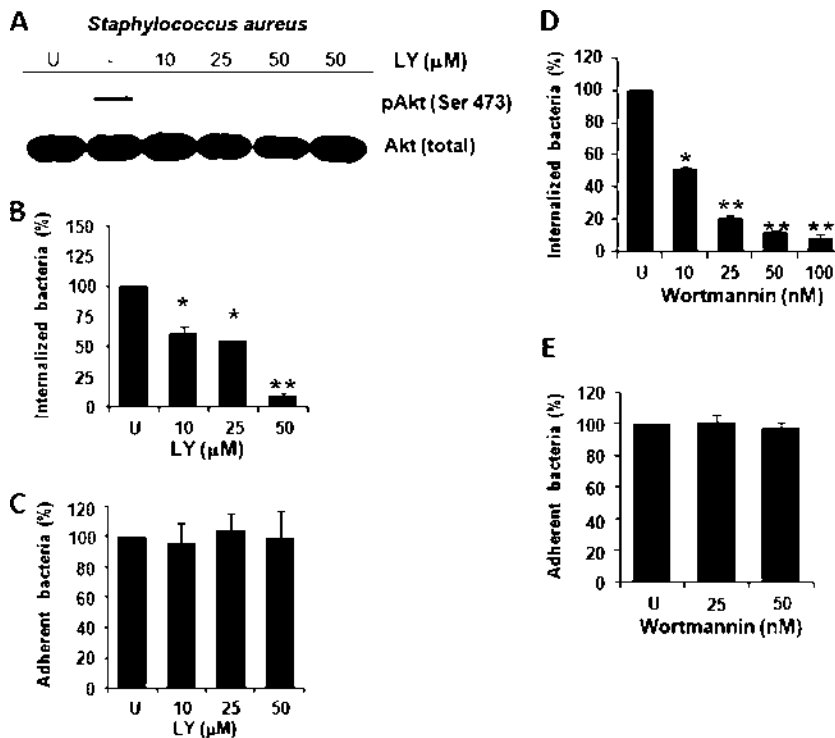 A
Staphylococcus aureus
U - 10 25 50 50 LY (μM)
pAkt (Ser 473)
Akt (total)
B
Internalized bacteria (%)
150
125
100
75
50
25
0
* * **
U 10 25 50
LY (μM)
C
Adherent bacteria (%)
120
100
80
60
40
20
0
U 10 25 50
LY (μM)
D
Internalized bacteria (%)
120
100
80
60
40
20
0
* ** ** **
U 10 25 50 100
Wortmannin (nM)
E
Adherent bacteria (%)
120
100
80
60
40
20
0
U 25 50
Wortmannin (nM)